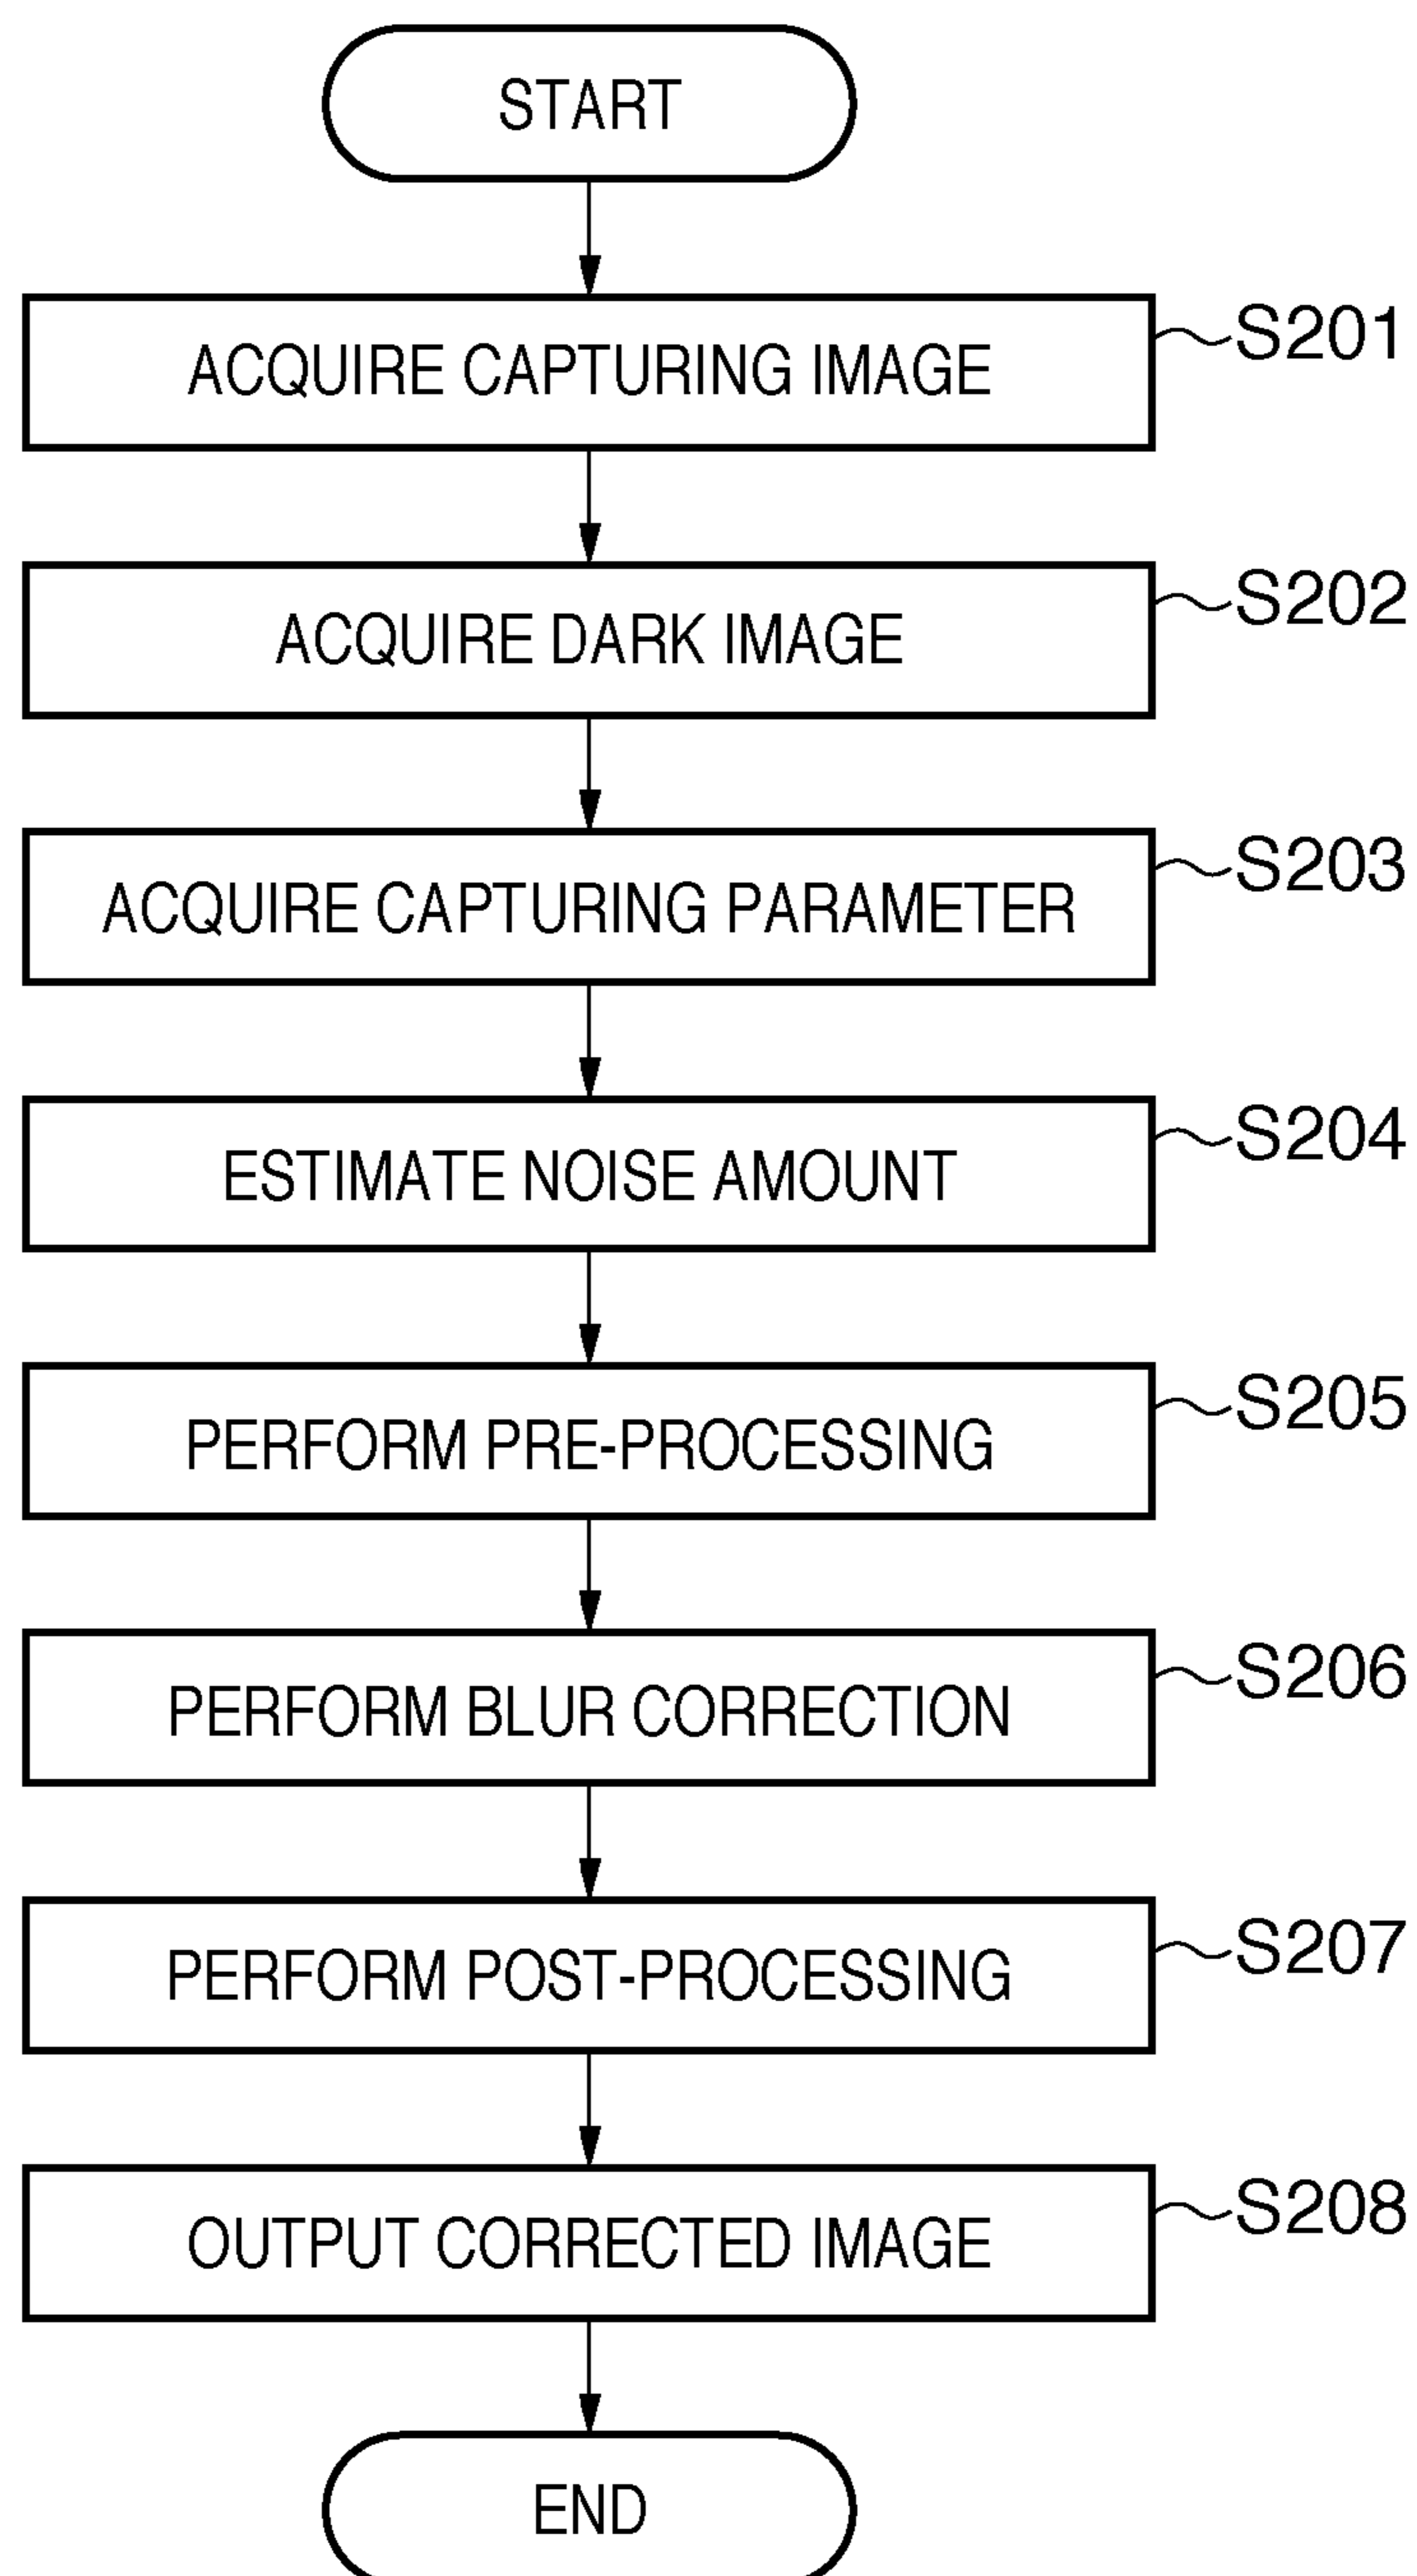 START
ACQUIRE CAPTURING IMAGE
S201
ACQUIRE DARK IMAGE
S202
ACQUIRE CAPTURING PARAMETER
S203
ESTIMATE NOISE AMOUNT
S204
PERFORM PRE-PROCESSING
S205
PERFORM BLUR CORRECTION
S206
PERFORM POST-PROCESSING
S207
OUTPUT CORRECTED IMAGE
S208
END